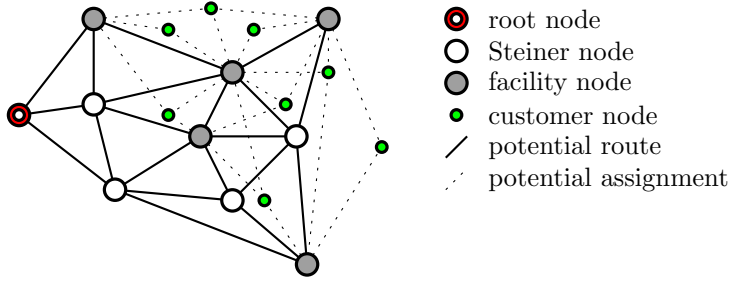 root node
Steiner node
facility node
customer node
potential route
potential assignment